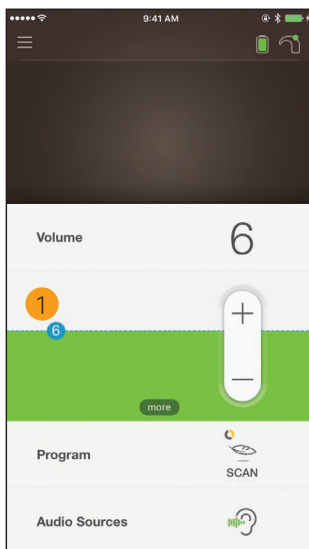 9:41 AM
Volume
6
1
6
+
–
more
Program
SCAN
Audio Sources